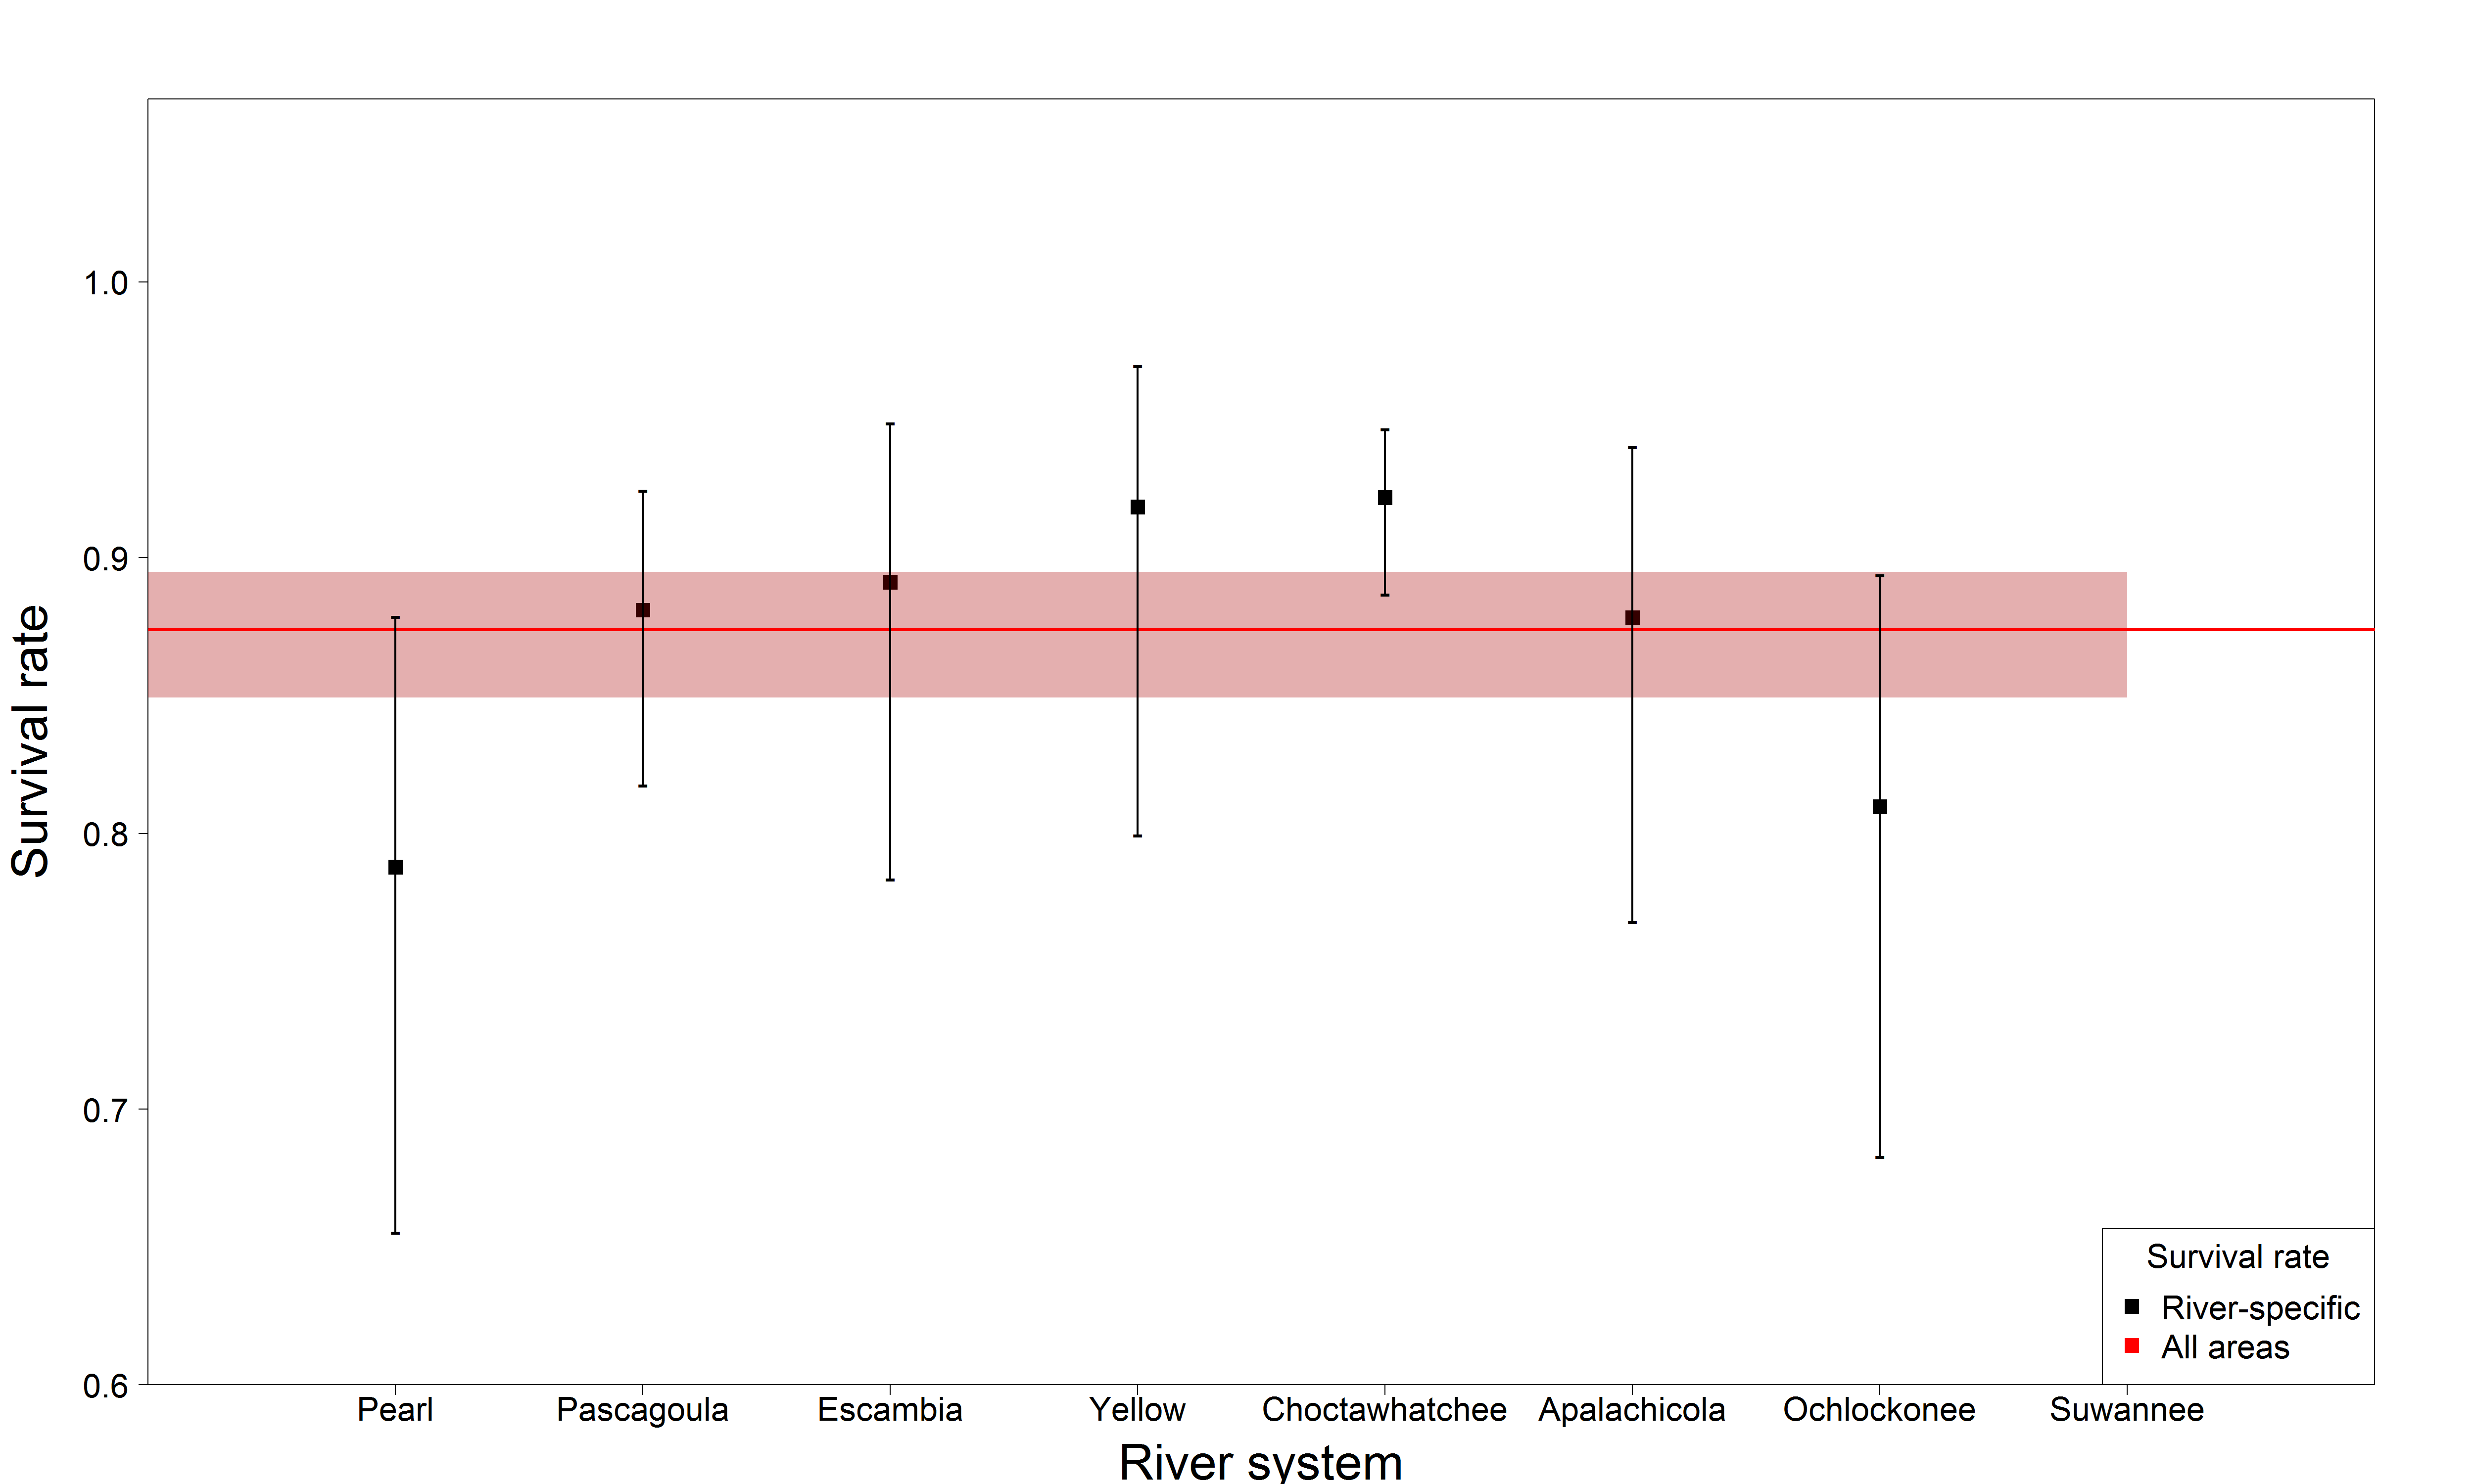 Survival rate
1.0
0.9
0.8
0.7
0.6
Pearl
Pascagoula
Escambia
Yellow
Choctawhatchee
Apalachicola
Ochlockonee
Suwannee
River system
Survival rate
River-specific
All areas